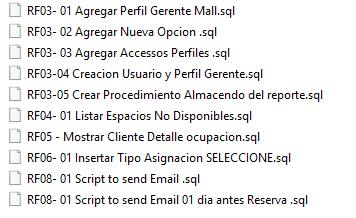 RF03- 01 Agregar Perfil Gerente Mall.sql
RF03- 02 Agregar Nueva Opcion .sql
RF03- 03 Agregar Accessos Perfiles .sql
RF03-04 Creacion Usuario y Perfil Gerente.sql
RF03-05 Crear Procedimiento Almacendo del reporte.sql
RF04- 01 Listar Espacios No Disponibles.sql
RF05 - Mostrar Cliente Detalle ocupacion.sql
RF06- 01 Insertar Tipo Asignacion SELECCIONE.sql
RF08- 01 Script to send Email .sql
RF08- 01 Script to send Email 01 dia antes Reserva .sql